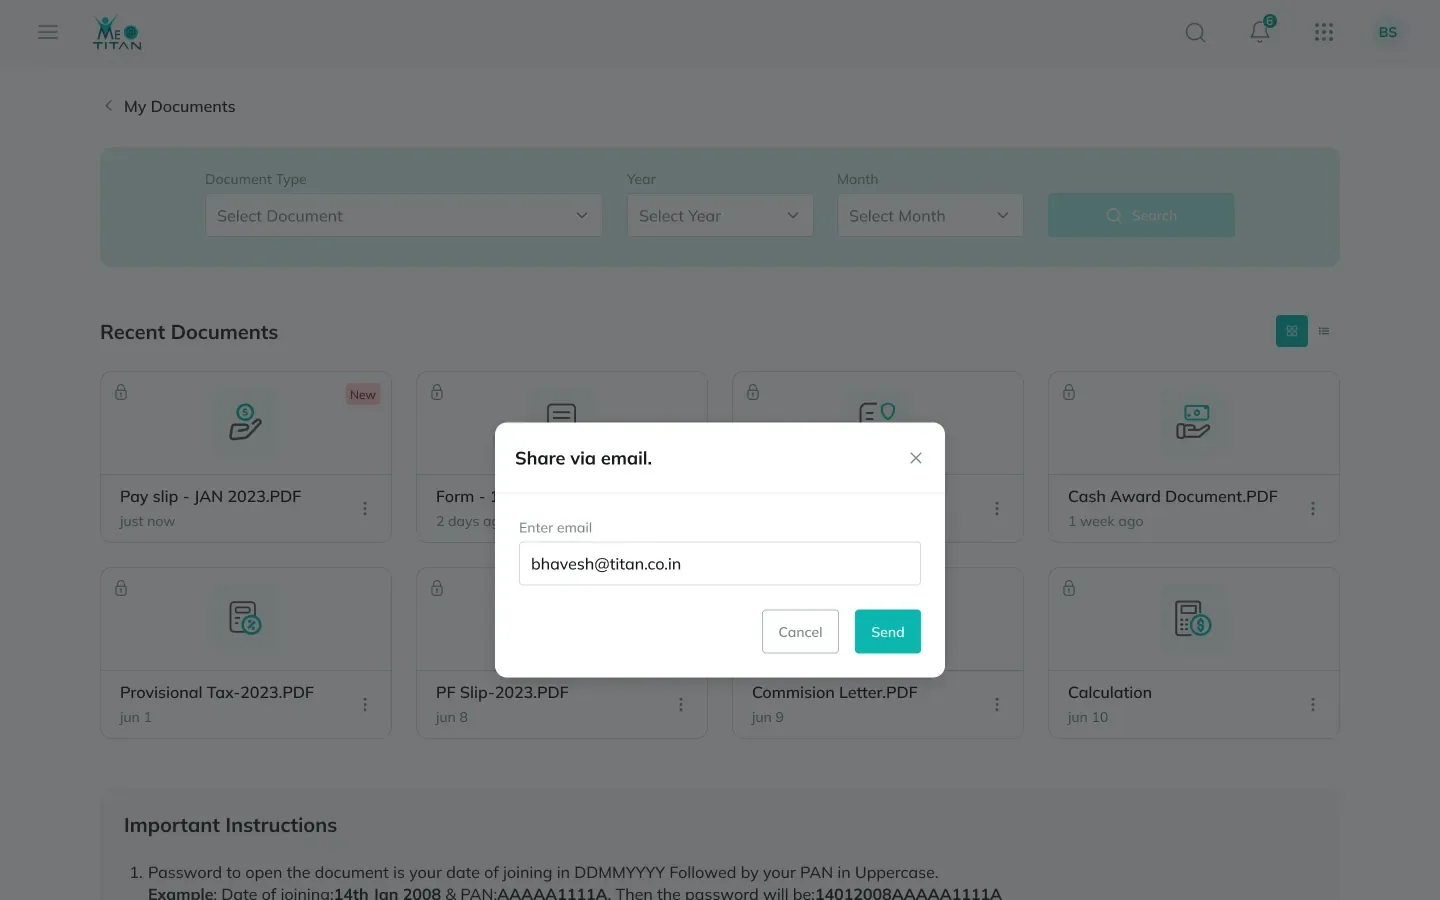 ME @
TITAN
6
BS
My Documents
Document Type
Year
Month
Select Document
Select Year
Select Month
Search
Recent Documents
New
Share via email.
Pay slip - JAN 2023.PDF
Form -
Cash Award Document.PDF
just now
2 days
1 week ago
Enter email
bhavesh@titan.co.in
Cancel
Send
Provisional Tax-2023.PDF
PF Slip-2023.PDF
Commision Letter.PDF
Calculation
jun 1
jun 8
jun 9
jun 10
Important Instructions
1. Password to open the document is your date of joining in DDMMYYYY Followed by your PAN in Uppercase.
Example: Date of joining:14th Jan 2008 & PAN:AAAAA1111A. Then the password will be:14012008AAAAA1111A